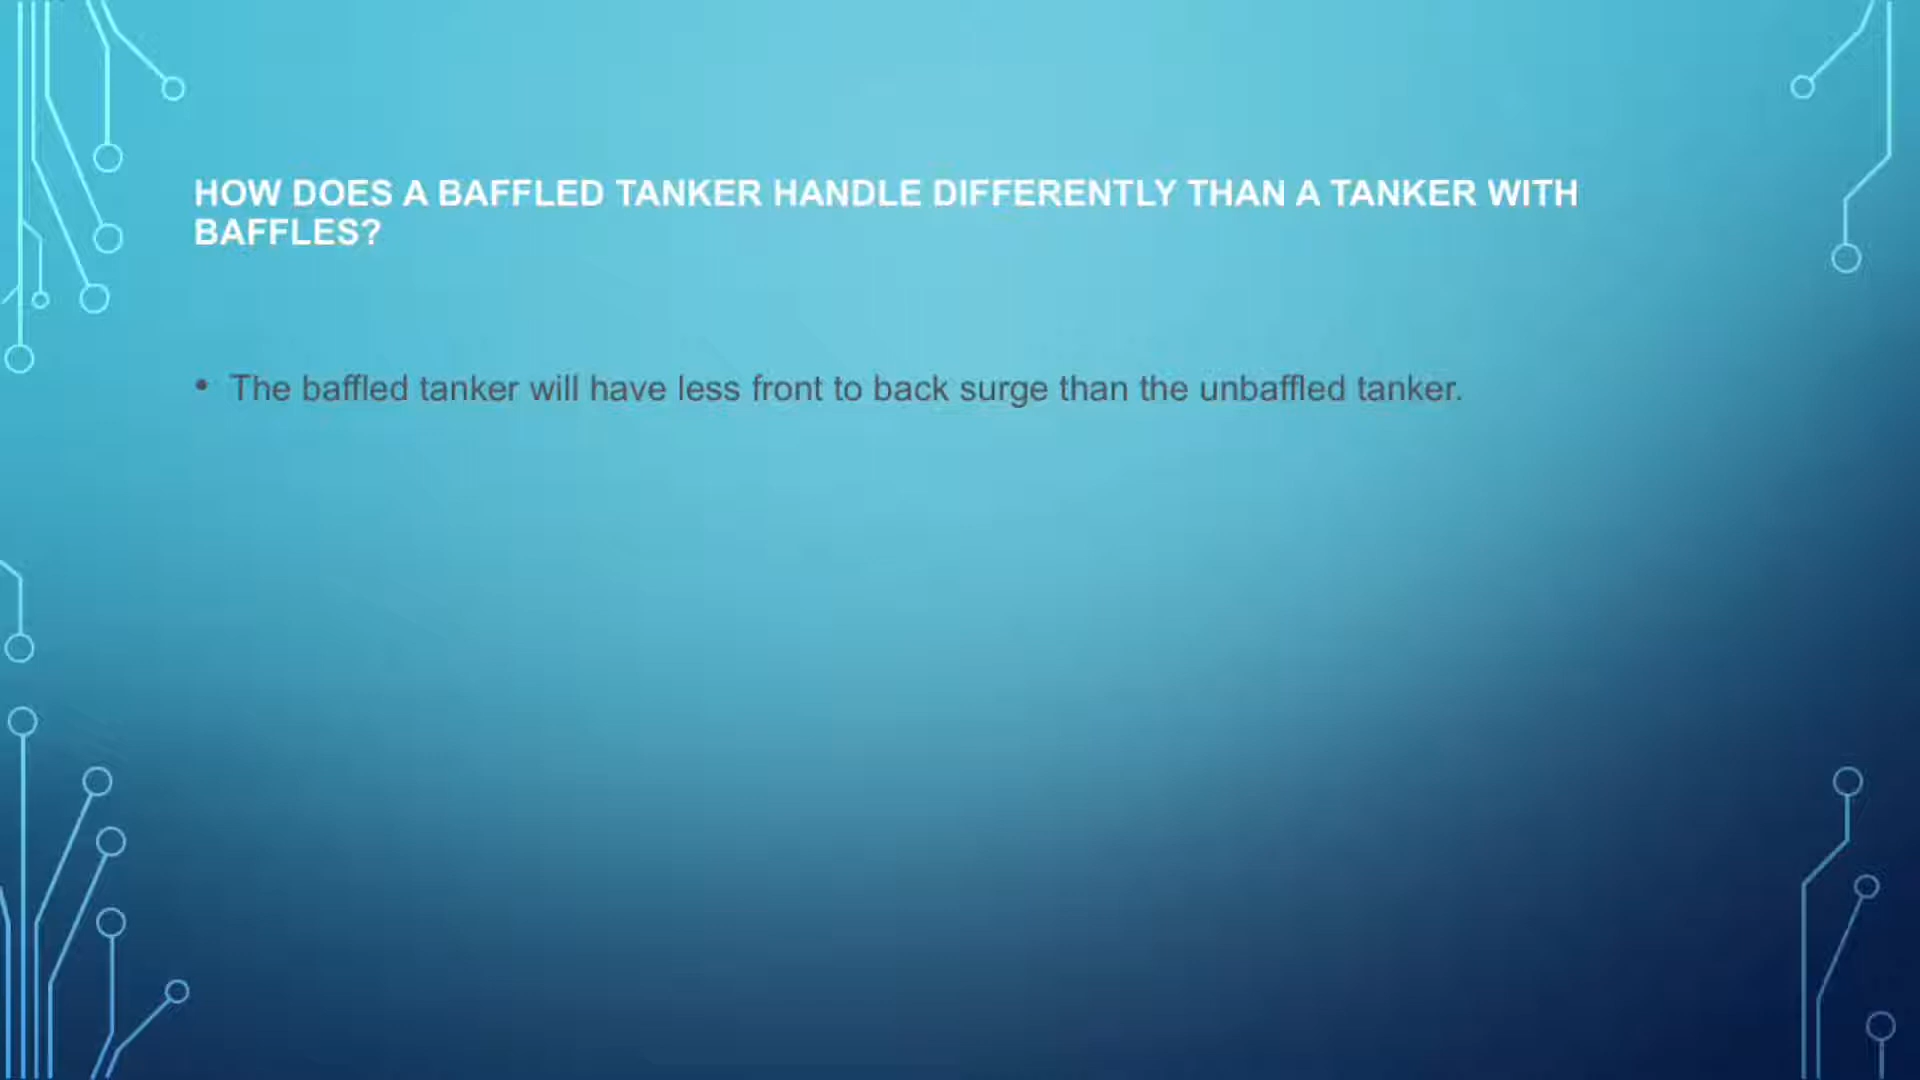 HOW DOES A BAFFLED TANKER HANDLE DIFFERENTLY THAN A TANKER WITH
BAFFLES?
• The baffled tanker will have less front to back surge than the unbaffled tanker.